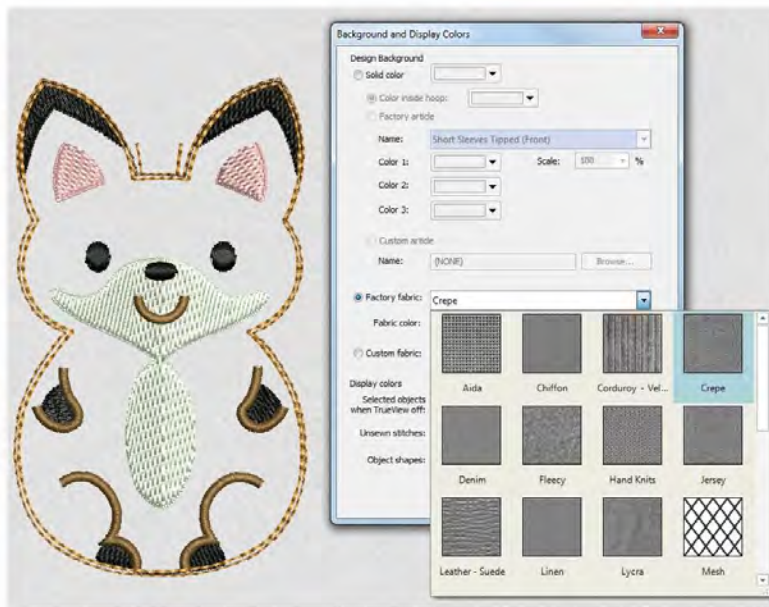 Background and Display Colors
Design Background
Solid color
Color inside hoop:
Factory article
Name: Short Sleeves Tipped (Front)
Color 1: Scale: 100 %
Color 2:
Color 3:
Custom article
Name: (NONE) Browse...
Factory fabric: Crepe
Fabric color:
Custom fabric:
Display colors
Selected objects
when TrueView off:
Unsewn stitches:
Object shapes:
Aida Chiffon Corduroy - Vel... Crepe
Denim Fleecy Hand Knits Jersey
Leather - Suede Linen Lycra Mesh